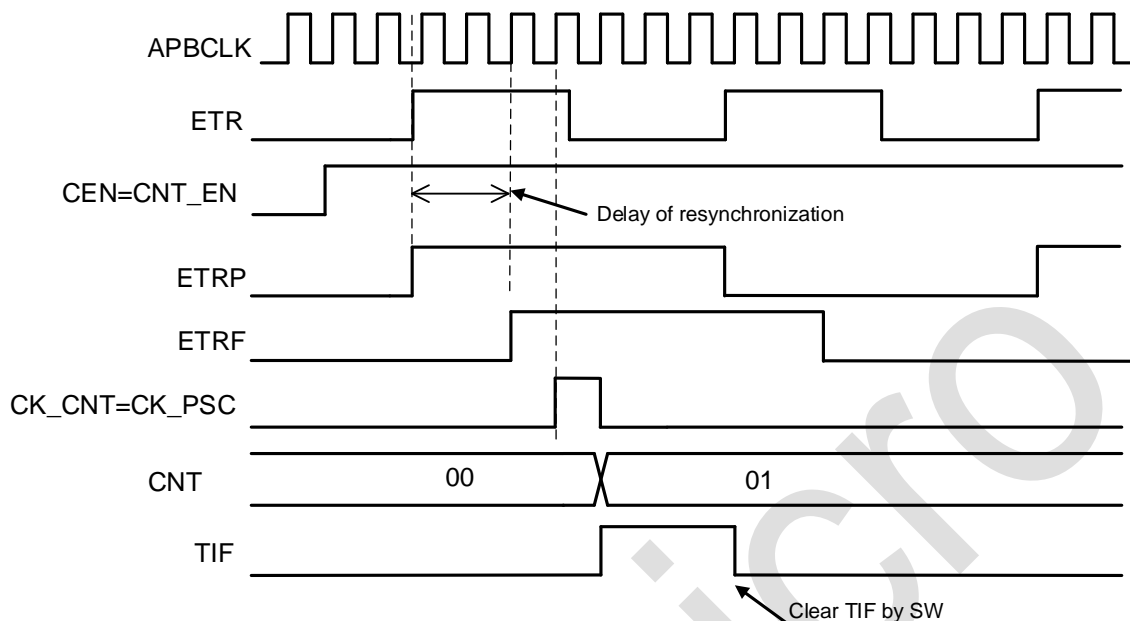 APBCLK
ETR
CEN=CNT_EN
Delay of resynchronization
ETRP
ETRF
CK_CNT=CK_PSC
CNT 00 01
TIF
Clear TIF by SW
icro